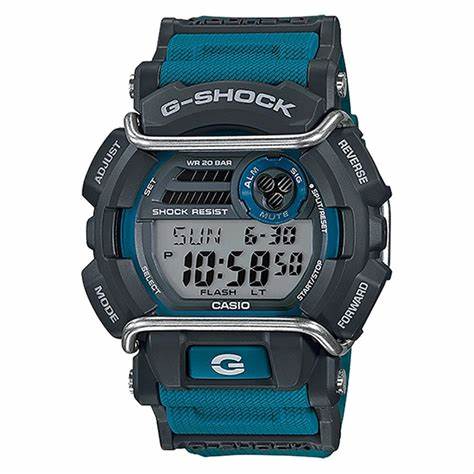 G-SHOCK
ADJUST
REVERSE
WR 20 BAR
ALM
SIG
MUTE
SET
SPLIT/RESET
SHOCK RESIST
SUN 6-30
P 10:58 50
SELECT
START/STOP
FLASH LT
CASIO
MODE
FORWARD
G
G-SHOCK